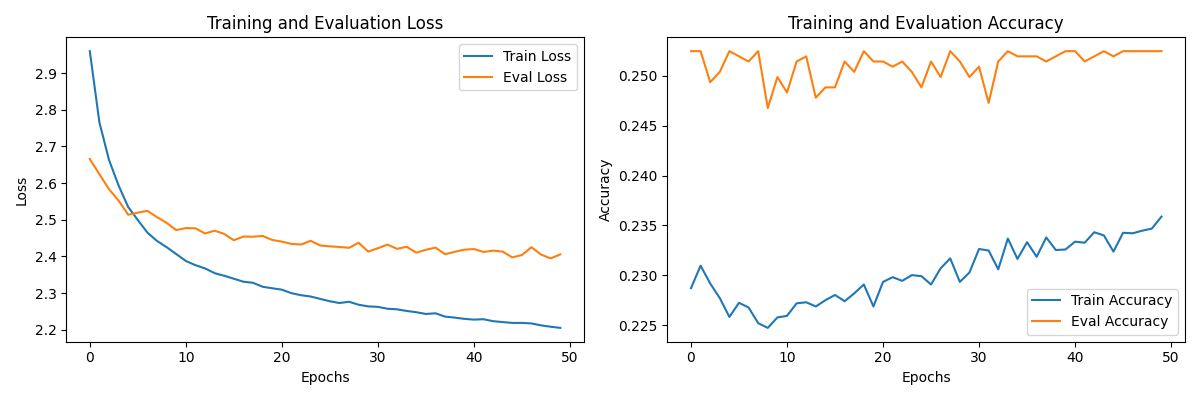 Training and Evaluation Loss
Loss
2.9
2.8
2.7
2.6
2.5
2.4
2.3
2.2
Train Loss
Eval Loss
0 10 20 30 40 50
Epochs
Training and Evaluation Accuracy
Accuracy
0.250
0.245
0.240
0.235
0.230
0.225
Train Accuracy
Eval Accuracy
0 10 20 30 40 50
Epochs